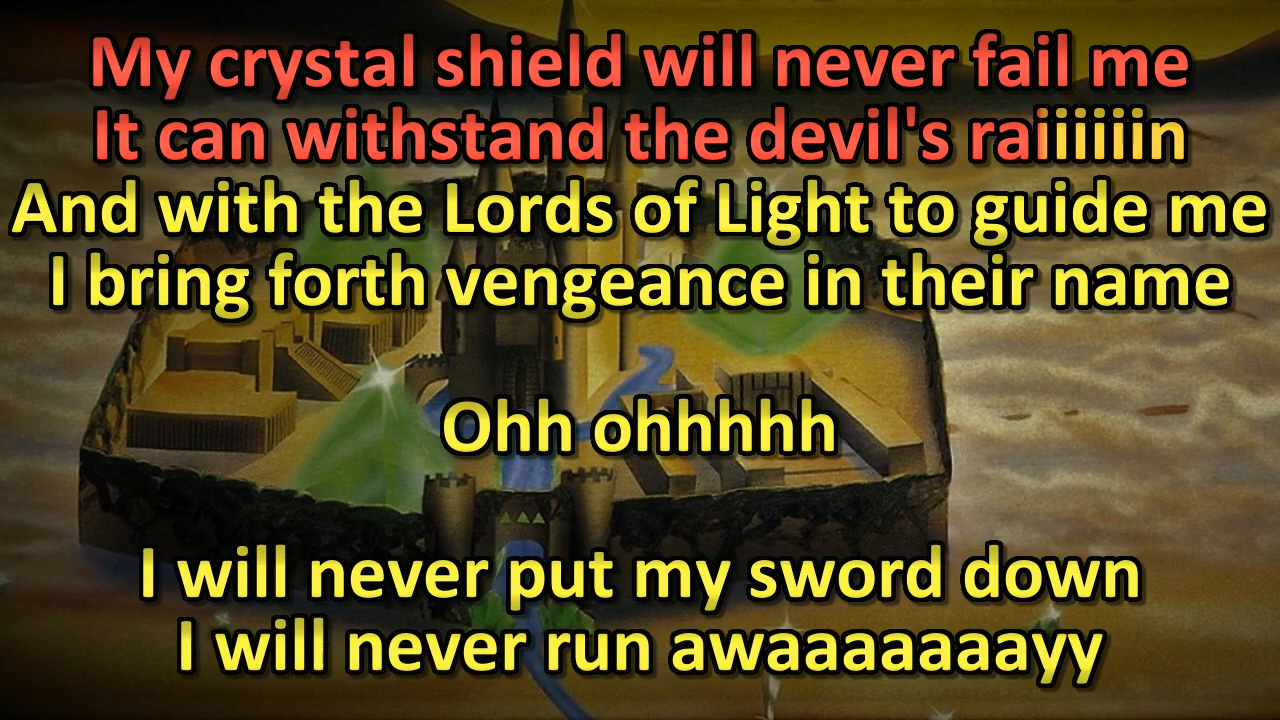 My crystal shield will never fail me
It can withstand the devil's raiiiiiin
And with the Lords of Light to guide me
I bring forth vengeance in their name
Ohh ohhhhh
I will never put my sword down
I will never run awaaaaaaaayy